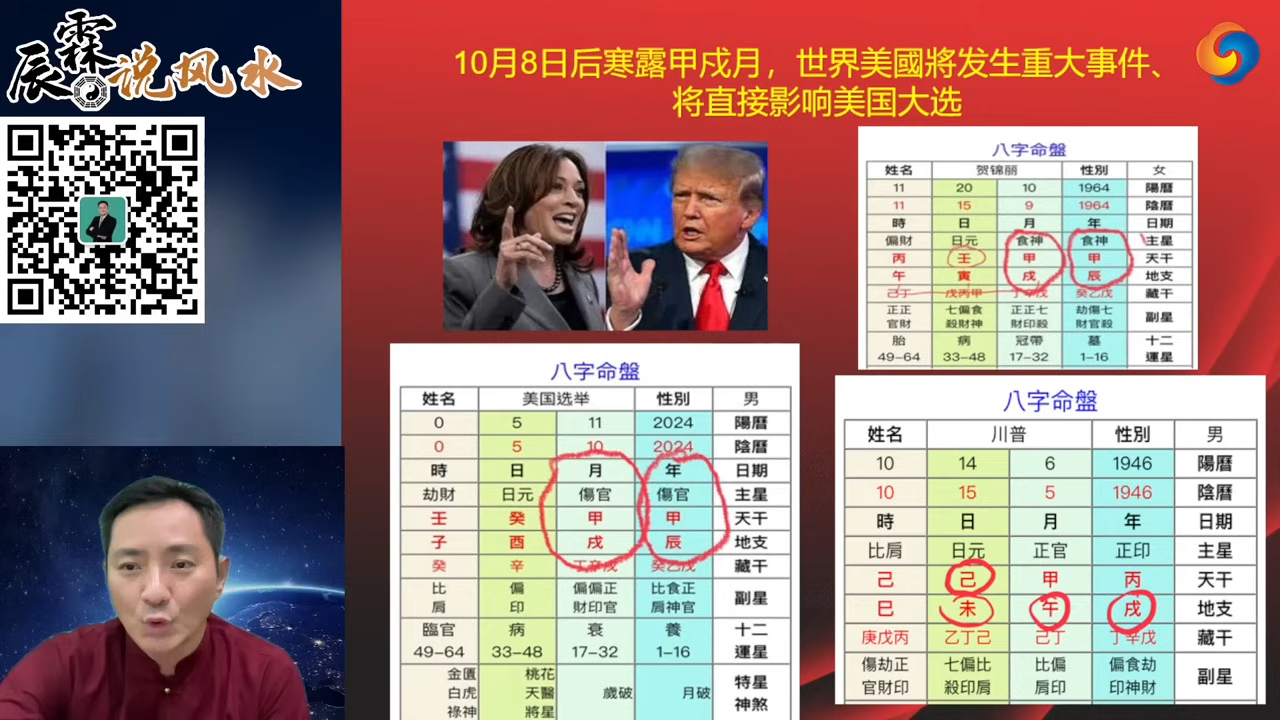 霖
辰 说风水
10月8日后寒露甲戍月，世界美國將发生重大事件、
将直接影响美国大选
八字命盤
姓名 贺锦丽 性別 女
11 20 10 1964 陽曆
11 15 9 1964 陰曆
時 日 月 年 日期
偏財 日元 食神 食神 主星
丙 壬 甲 甲 天干
午 寅 戌 辰 地支
己丁 戊丙甲 丁辛戊 癸乙戊 藏干
正正 七偏食 正正七 劫傷七 副星
官財 殺財神 財印殺 財官殺
胎 病 冠帶 墓 十二
49-64 33-48 17-32 1-16 運星
八字命盤
姓名 美国选举 性別 男
0 5 11 2024 陽曆
0 5 10 2024 陰曆
時 日 月 年 日期
劫財 日元 傷官 傷官 主星
壬 癸 甲 甲 天干
子 酉 戌 辰 地支
癸 辛 丁辛戊 癸乙戊 藏干
比 偏 偏偏正 比食正 副星
肩 印 財印官 肩神官
臨官 病 衰 養 十二
49-64 33-48 17-32 1-16 運星
金匱 桃花 特星
白虎 天醫 歲破 月破
祿神 將星 神煞
八字命盤
姓名 川普 性別 男
10 14 6 1946 陽曆
10 15 5 1946 陰曆
時 日 月 年 日期
比肩 日元 正官 正印 主星
己 己 甲 丙 天干
巳 未 午 戌 地支
庚戊丙 乙丁己 己丁 丁辛戊 藏干
傷劫正 七偏比 比偏 偏食劫 副星
官財印 殺印肩 肩印 印神財